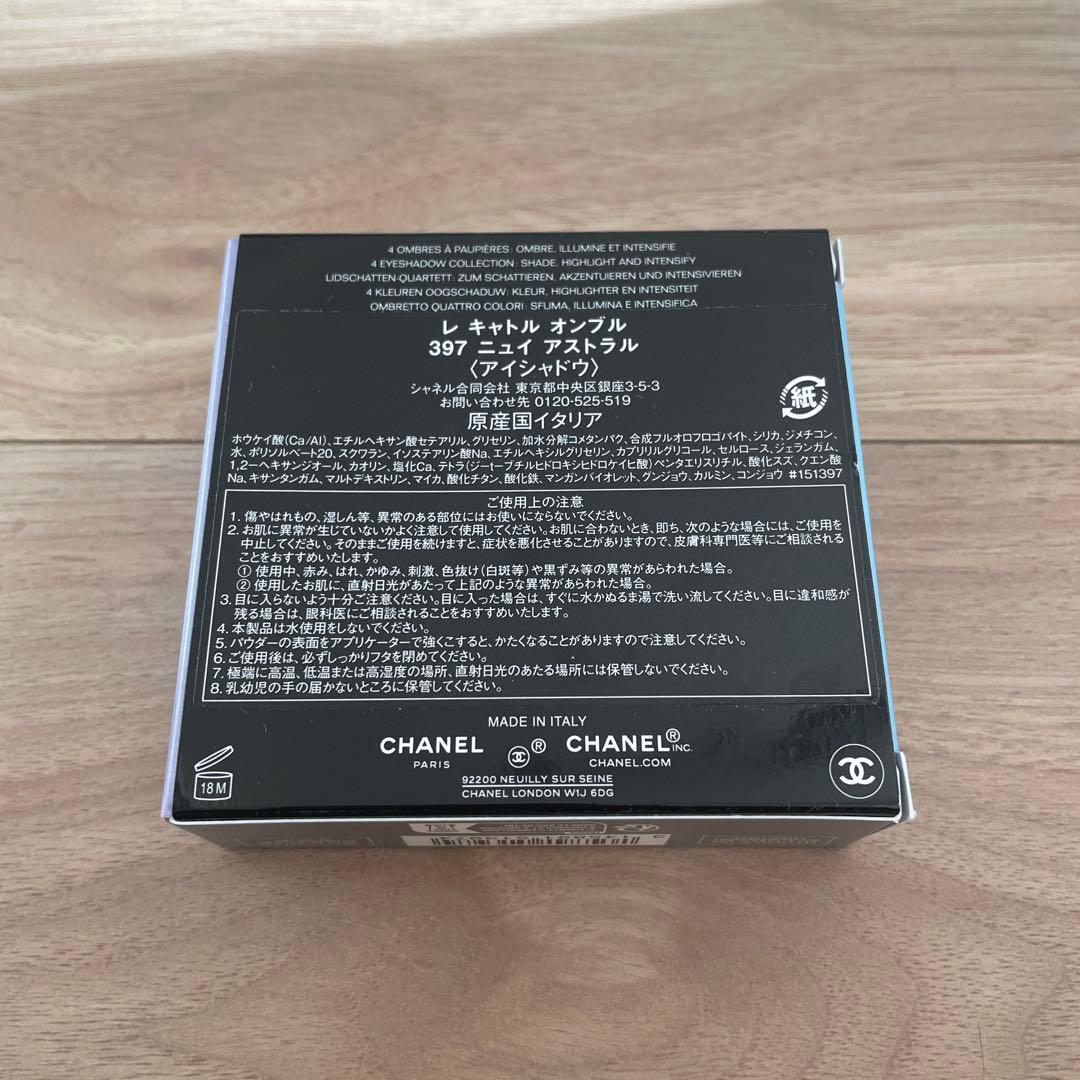 4 OMBRES À PAUPIÈRES : OMBRE, ILLUMINE ET INTENSIFIE
4 EYESHADOW COLLECTION : SHADE, HIGHLIGHT AND INTENSIFY
LIDSCHATTEN-QUARTETT : ZUM SCHATTIEREN, AKZENTUIEREN UND INTENSIVIEREN
4 KLEUREN OOGSCHADUW : KLEUR, HIGHLIGHTER EN INTENSITEIT
OMBRETTO QUATTRO COLORI : SFUMA, ILLUMINA E INTENSIFICA
レ キャトル オンブル
397 ニュイ アストラル
〈アイシャドウ〉
シャネル合同会社 東京都中央区銀座3-5-3
お問い合わせ先 0120-525-519
原産国イタリア
紙
ホウケイ酸(Ca/Al)、エチルヘキサン酸セテアリル、グリセリン、加水分解コメタンパク、合成フルオロフロゴパイト、シリカ、ジメチコン、
水、ポリソルベート20、スクワラン、イソステアリン酸Na、エチルヘキシルグリセリン、カプリリルグリコール、セルロース、ジェランガム、
1,2-ヘキサンジオール、カオリン、塩化Ca、テトラ(ジ-t-ブチルヒドロキシヒドロケイヒ酸)ペンタエリスリチル、酸化スズ、クエン酸
Na、キサンタンガム、マルトデキストリン、マイカ、酸化チタン、酸化鉄、マンガンバイオレット、グンジョウ、カルミン、コンジョウ #151397
ご使用上の注意
1. 傷やはれもの、湿しん等、異常のある部位にはお使いにならないでください。
2. お肌に異常が生じていないかよく注意して使用してください。お肌に合わないとき、即ち、次のような場合には、ご使用を
中止してください。そのままご使用を続けますと、症状を悪化させることがありますので、皮膚科専門医等にご相談される
ことをおすすめいたします。
① 使用中、赤み、はれ、かゆみ、刺激、色抜け(白斑等)や黒ずみ等の異常があらわれた場合。
② 使用したお肌に、直射日光があたって上記のような異常があらわれた場合。
3. 目に入らないよう十分ご注意ください。目に入った場合は、すぐに水かぬるま湯で洗い流してください。目に違和感が
残る場合は、眼科医にご相談されることをおすすめいたします。
4. 本製品は水使用をしないでください。
5. パウダーの表面をアプリケーターで強くこすると、かたくなることがありますので注意してください。
6. ご使用後は、必ずしっかりフタを閉めてください。
7. 極端に高温、低温または高湿度の場所、直射日光のあたる場所には保管しないでください。
8. 乳幼児の手の届かないところに保管してください。
MADE IN ITALY
CHANEL ® CHANEL® INC.
PARIS CHANEL.COM
92200 NEUILLY SUR SEINE
CHANEL LONDON W1J 6DG
18 M